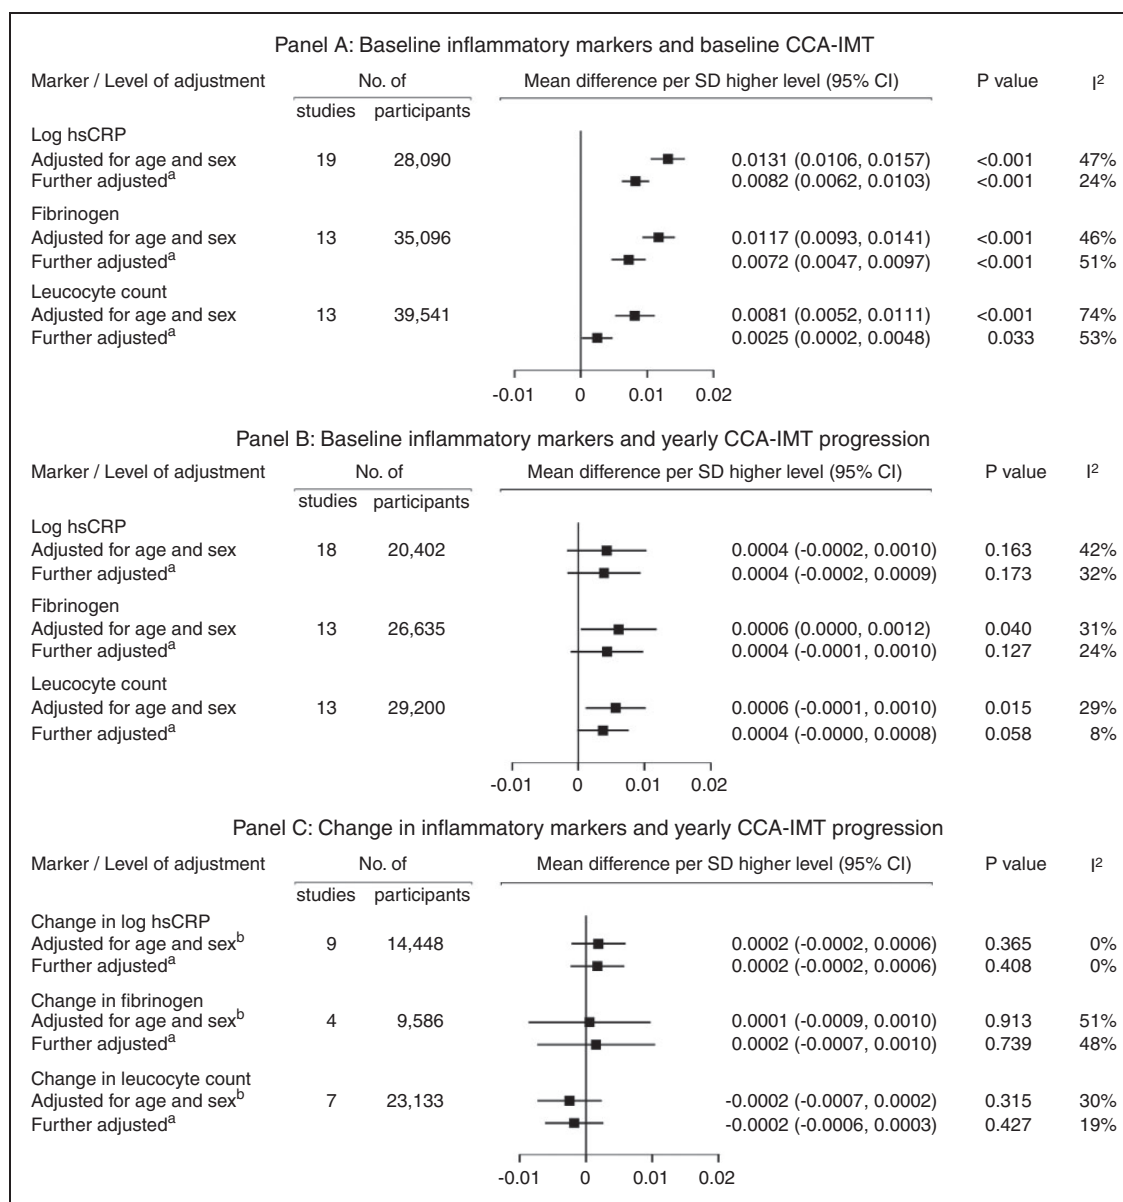 Panel A: Baseline inflammatory markers and baseline CCA-IMT
Marker / Level of adjustment No. of Mean difference per SD higher level (95% CI) P value I²
studies participants
Log hsCRP
Adjusted for age and sex 19 28,090 0.0131 (0.0106, 0.0157) <0.001 47%
Further adjustedᵃ 0.0082 (0.0062, 0.0103) <0.001 24%
Fibrinogen
Adjusted for age and sex 13 35,096 0.0117 (0.0093, 0.0141) <0.001 46%
Further adjustedᵃ 0.0072 (0.0047, 0.0097) <0.001 51%
Leucocyte count
Adjusted for age and sex 13 39,541 0.0081 (0.0052, 0.0111) <0.001 74%
Further adjustedᵃ 0.0025 (0.0002, 0.0048) 0.033 53%
-0.01 0 0.01 0.02
Panel B: Baseline inflammatory markers and yearly CCA-IMT progression
Marker / Level of adjustment No. of Mean difference per SD higher level (95% CI) P value I²
studies participants
Log hsCRP
Adjusted for age and sex 18 20,402 0.0004 (-0.0002, 0.0010) 0.163 42%
Further adjustedᵃ 0.0004 (-0.0002, 0.0009) 0.173 32%
Fibrinogen
Adjusted for age and sex 13 26,635 0.0006 (0.0000, 0.0012) 0.040 31%
Further adjustedᵃ 0.0004 (-0.0001, 0.0010) 0.127 24%
Leucocyte count
Adjusted for age and sex 13 29,200 0.0006 (-0.0001, 0.0010) 0.015 29%
Further adjustedᵃ 0.0004 (-0.0000, 0.0008) 0.058 8%
-0.01 0 0.01 0.02
Panel C: Change in inflammatory markers and yearly CCA-IMT progression
Marker / Level of adjustment No. of Mean difference per SD higher level (95% CI) P value I²
studies participants
Change in log hsCRP
Adjusted for age and sexᵇ 9 14,448 0.0002 (-0.0002, 0.0006) 0.365 0%
Further adjustedᵃ 0.0002 (-0.0002, 0.0006) 0.408 0%
Change in fibrinogen
Adjusted for age and sexᵇ 4 9,586 0.0001 (-0.0009, 0.0010) 0.913 51%
Further adjustedᵃ 0.0002 (-0.0007, 0.0010) 0.739 48%
Change in leucocyte count
Adjusted for age and sexᵇ 7 23,133 -0.0002 (-0.0007, 0.0002) 0.315 30%
Further adjustedᵃ -0.0002 (-0.0006, 0.0003) 0.427 19%
-0.01 0 0.01 0.02